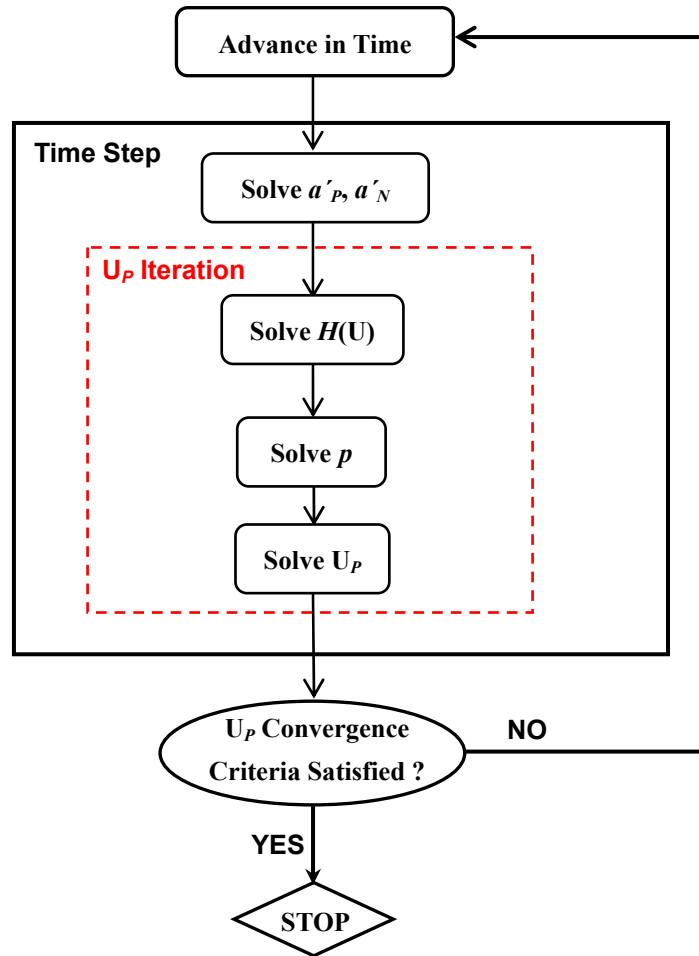 Advance in Time
Time Step
Solve a′P, a′N
UP Iteration
Solve H(U)
Solve p
Solve UP
UP Convergence
Criteria Satisfied ?
NO
YES
STOP